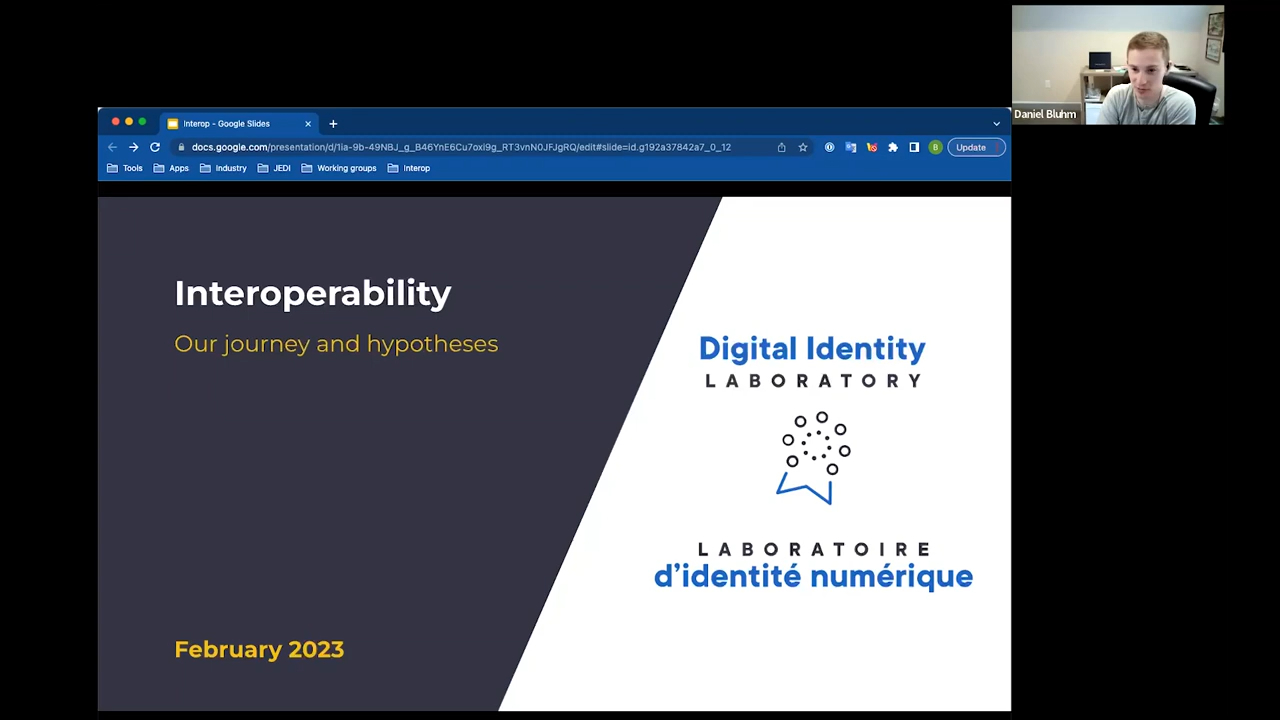 Daniel Bluhm
Interop - Google Slides
docs.google.com/presentation/d/1ia-9b-49NBJ_g_B46YnE6Cu7oxi9g_RT3vnN0JFJgRQ/edit#slide=id.g192a37842a7_0_12
Update
Tools Apps Industry JEDI Working groups Interop
Interoperability
Our journey and hypotheses
Digital Identity
LABORATORY
LABORATOIRE
d'identité numérique
February 2023